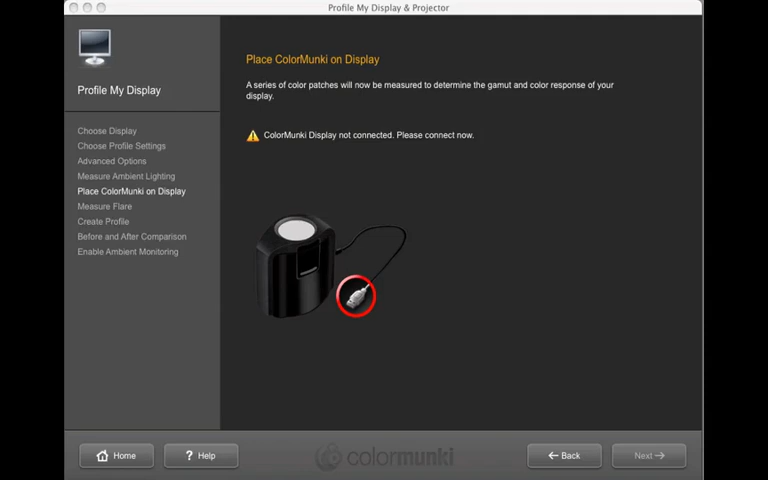 Profile My Display & Projector
Profile My Display
Choose Display
Choose Profile Settings
Advanced Options
Measure Ambient Lighting
Place ColorMunki on Display
Measure Flare
Create Profile
Before and After Comparison
Enable Ambient Monitoring
Place ColorMunki on Display
A series of color patches will now be measured to determine the gamut and color response of your
display.
ColorMunki Display not connected. Please connect now.
Home
? Help
colormunki
Back
Next